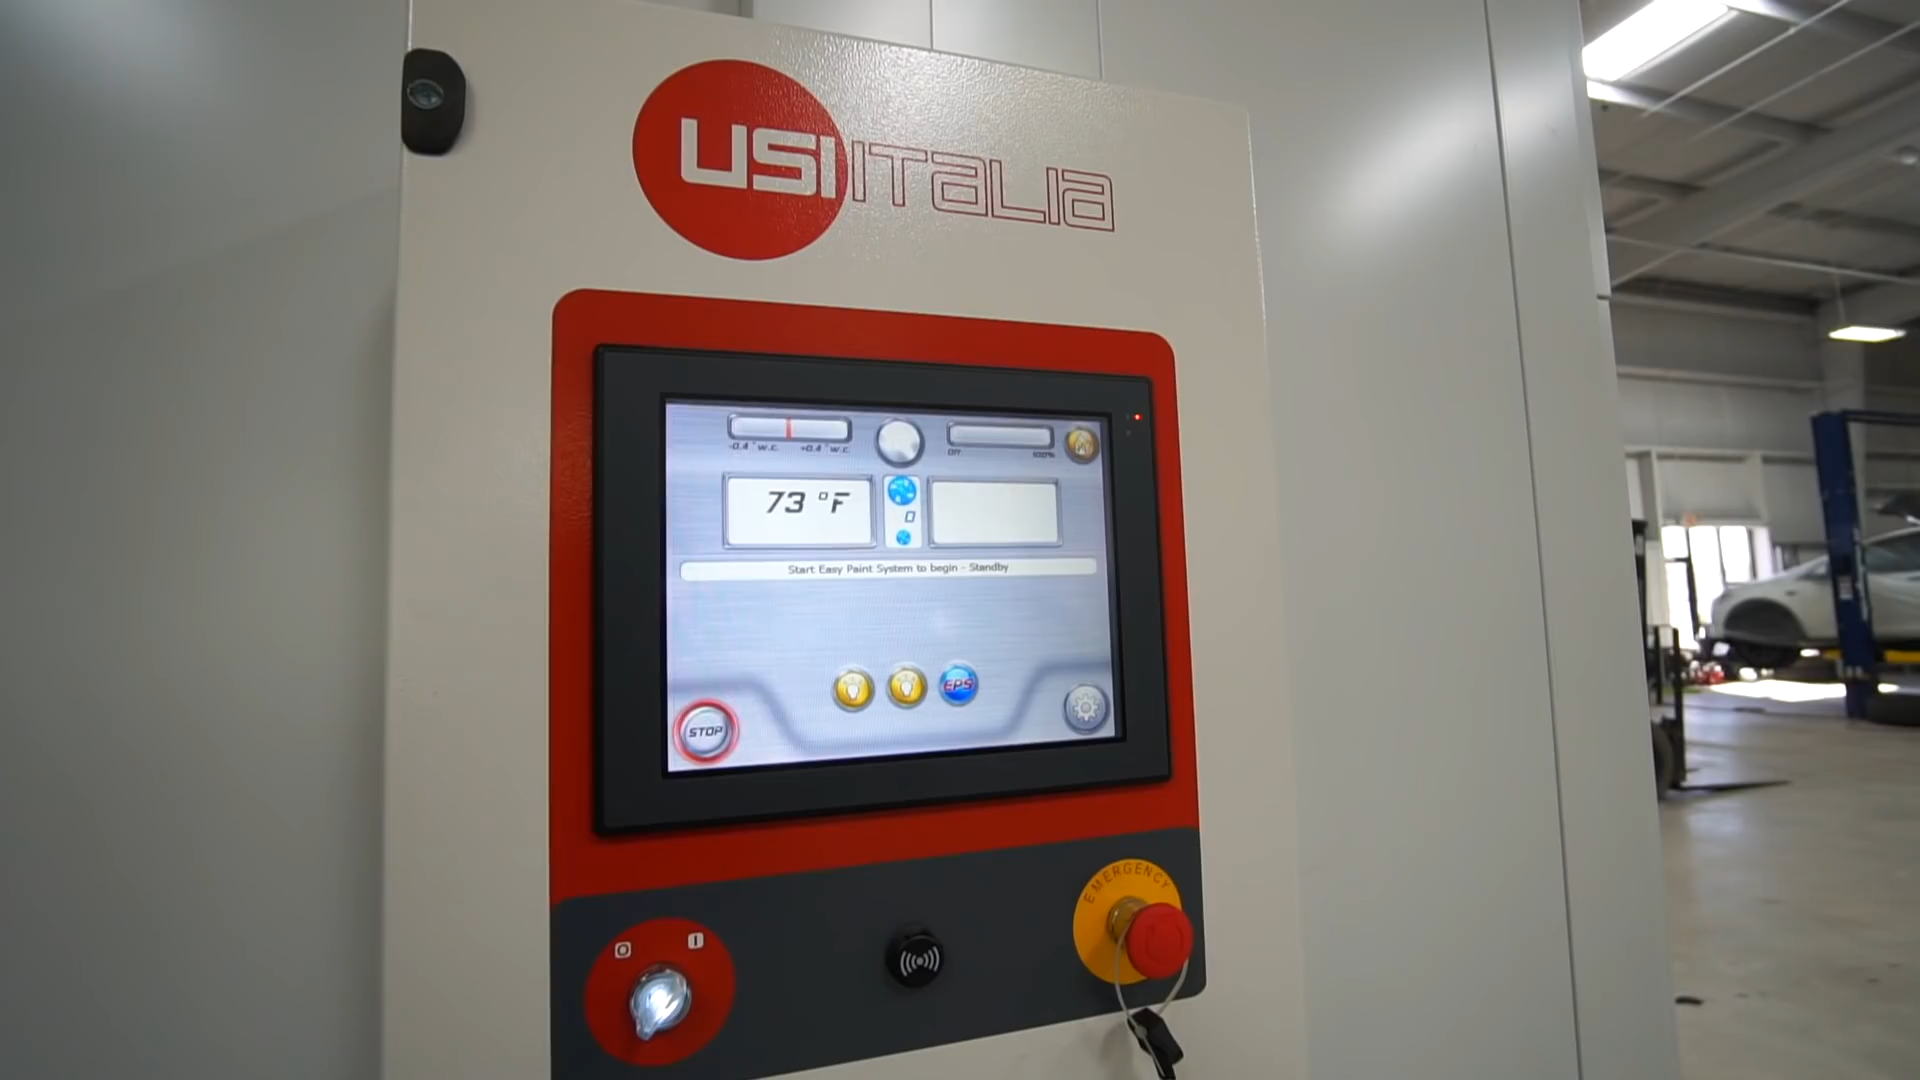 USI ITALIA
-0.4 "w.c. +0.4 "w.c.
Off 100%
73 °F
0
Start Easy Paint System to begin - Standby
EPS
STOP
EMERGENCY
O I